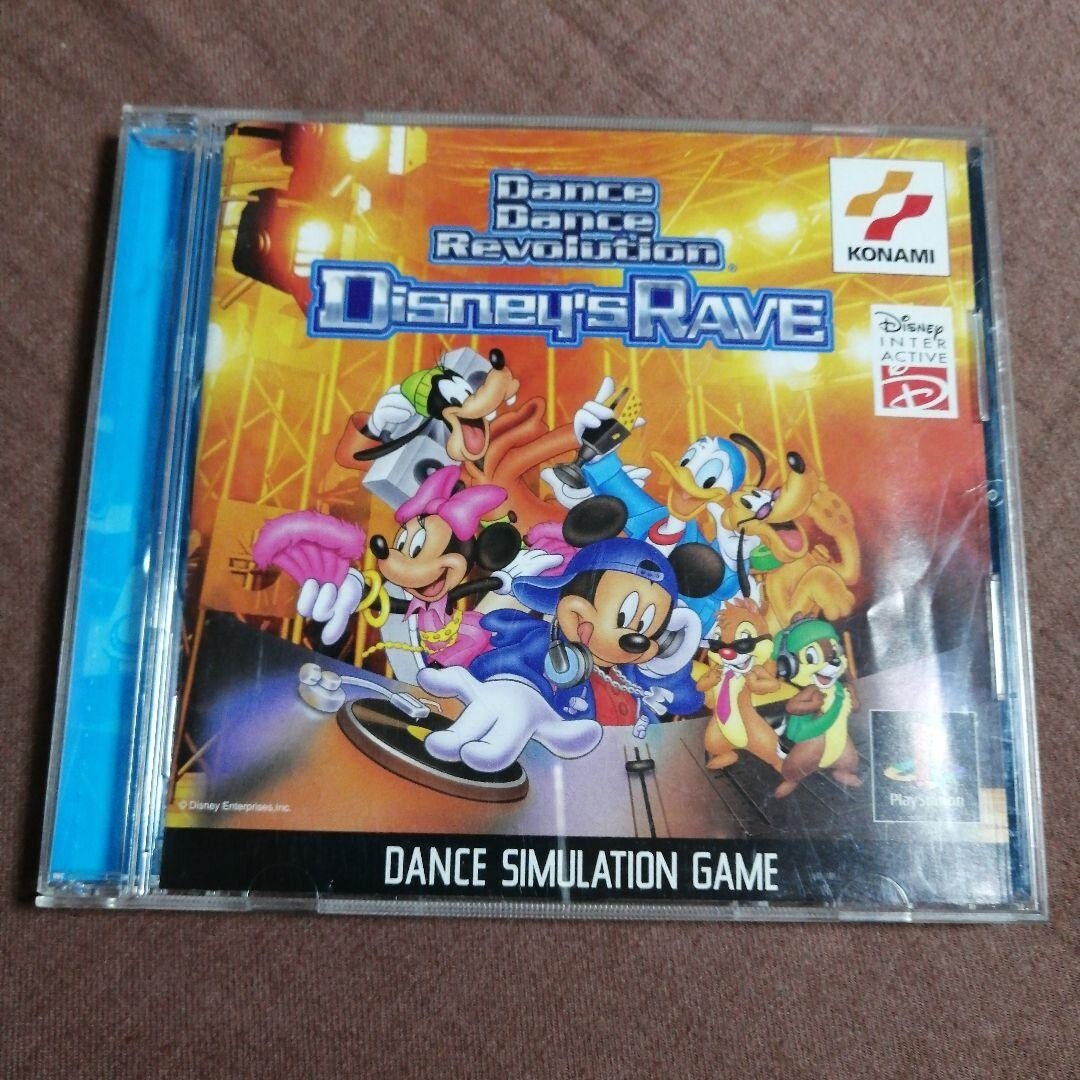 Dance
Dance
Revolution®
Disney's RAVE
KONAMI
DISNEY
INTER
ACTIVE
© Disney Enterprises,Inc.
PlayStation
DANCE SIMULATION GAME